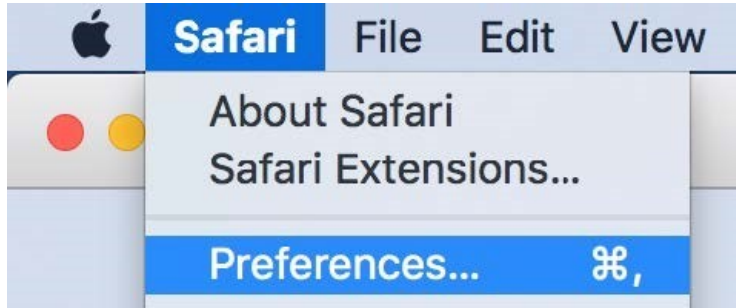 Safari File Edit View
About Safari
Safari Extensions...
Preferences... ⌘,